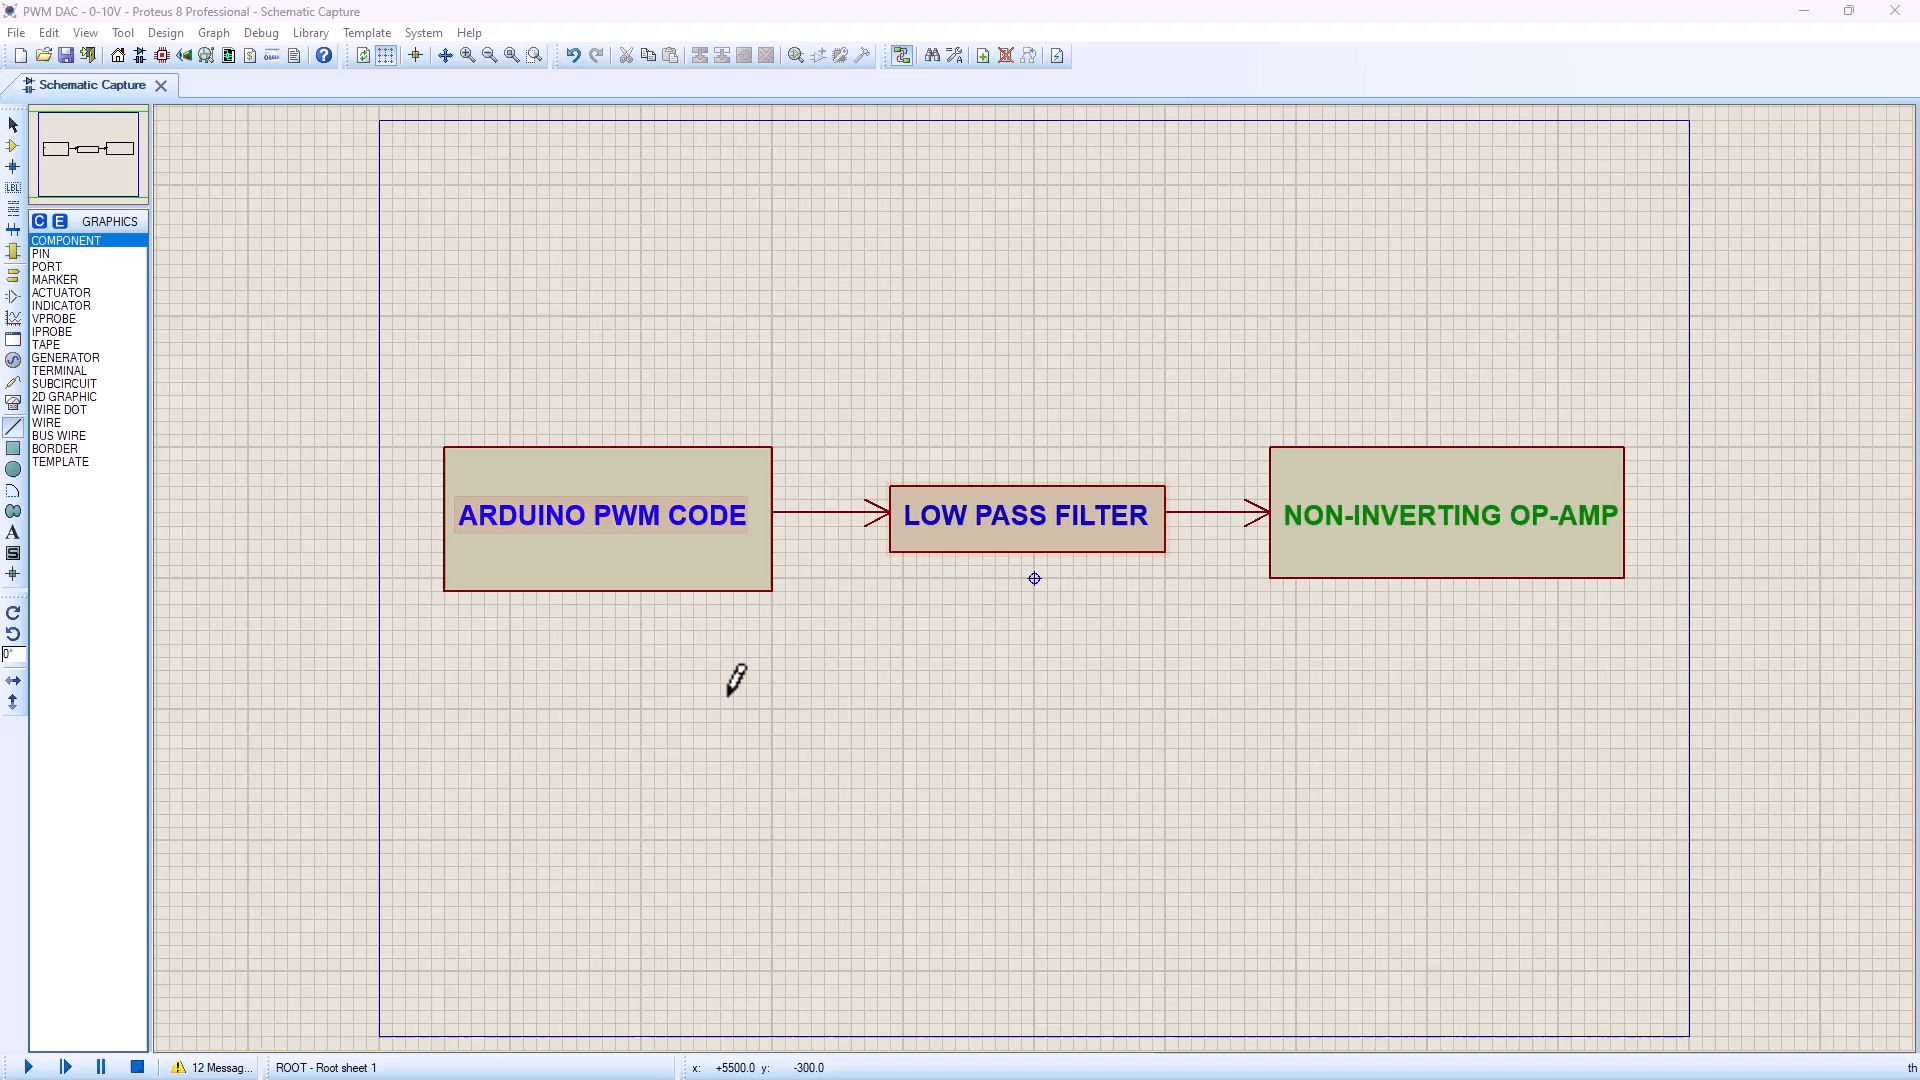 PWM DAC - 0-10V - Proteus 8 Professional - Schematic Capture
File Edit View Tool Design Graph Debug Library Template System Help
Schematic Capture
C E GRAPHICS
COMPONENT
PIN
PORT
MARKER
ACTUATOR
INDICATOR
VPROBE
IPROBE
TAPE
GENERATOR
TERMINAL
SUBCIRCUIT
2D GRAPHIC
WIRE DOT
WIRE
BUS WIRE
BORDER
TEMPLATE
LBL
A
S
0°
ARDUINO PWM CODE
LOW PASS FILTER
NON-INVERTING OP-AMP
12 Messag... ROOT - Root sheet 1 x: +5500.0 y: -300.0 th